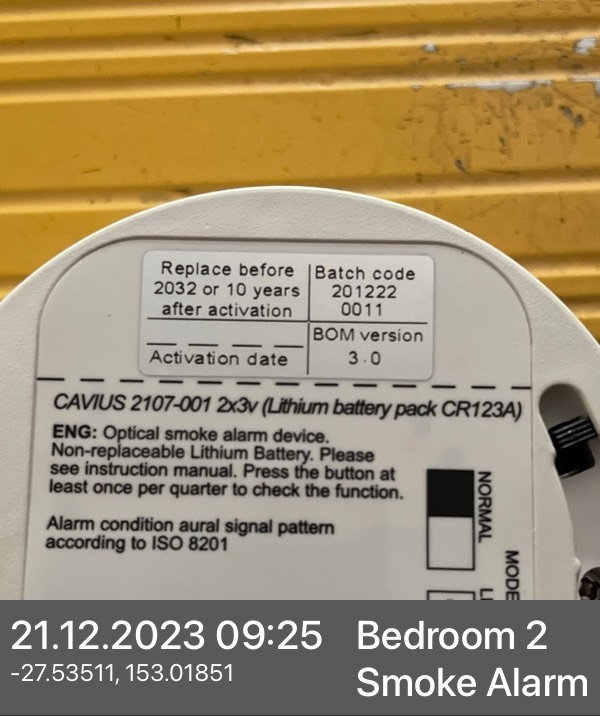 Replace before
2032 or 10 years
after activation
Activation date
Batch code
201222
0011
BOM version
3.0
CAVIUS 2107-001 2x3v (Lithium battery pack CR123A)
ENG: Optical smoke alarm device.
Non-replaceable Lithium Battery. Please
see instruction manual. Press the button at
least once per quarter to check the function.
Alarm condition aural signal pattern
according to ISO 8201
NORMAL
MODE
21.12.2023 09:25
-27.53511, 153.01851
Bedroom 2
Smoke Alarm